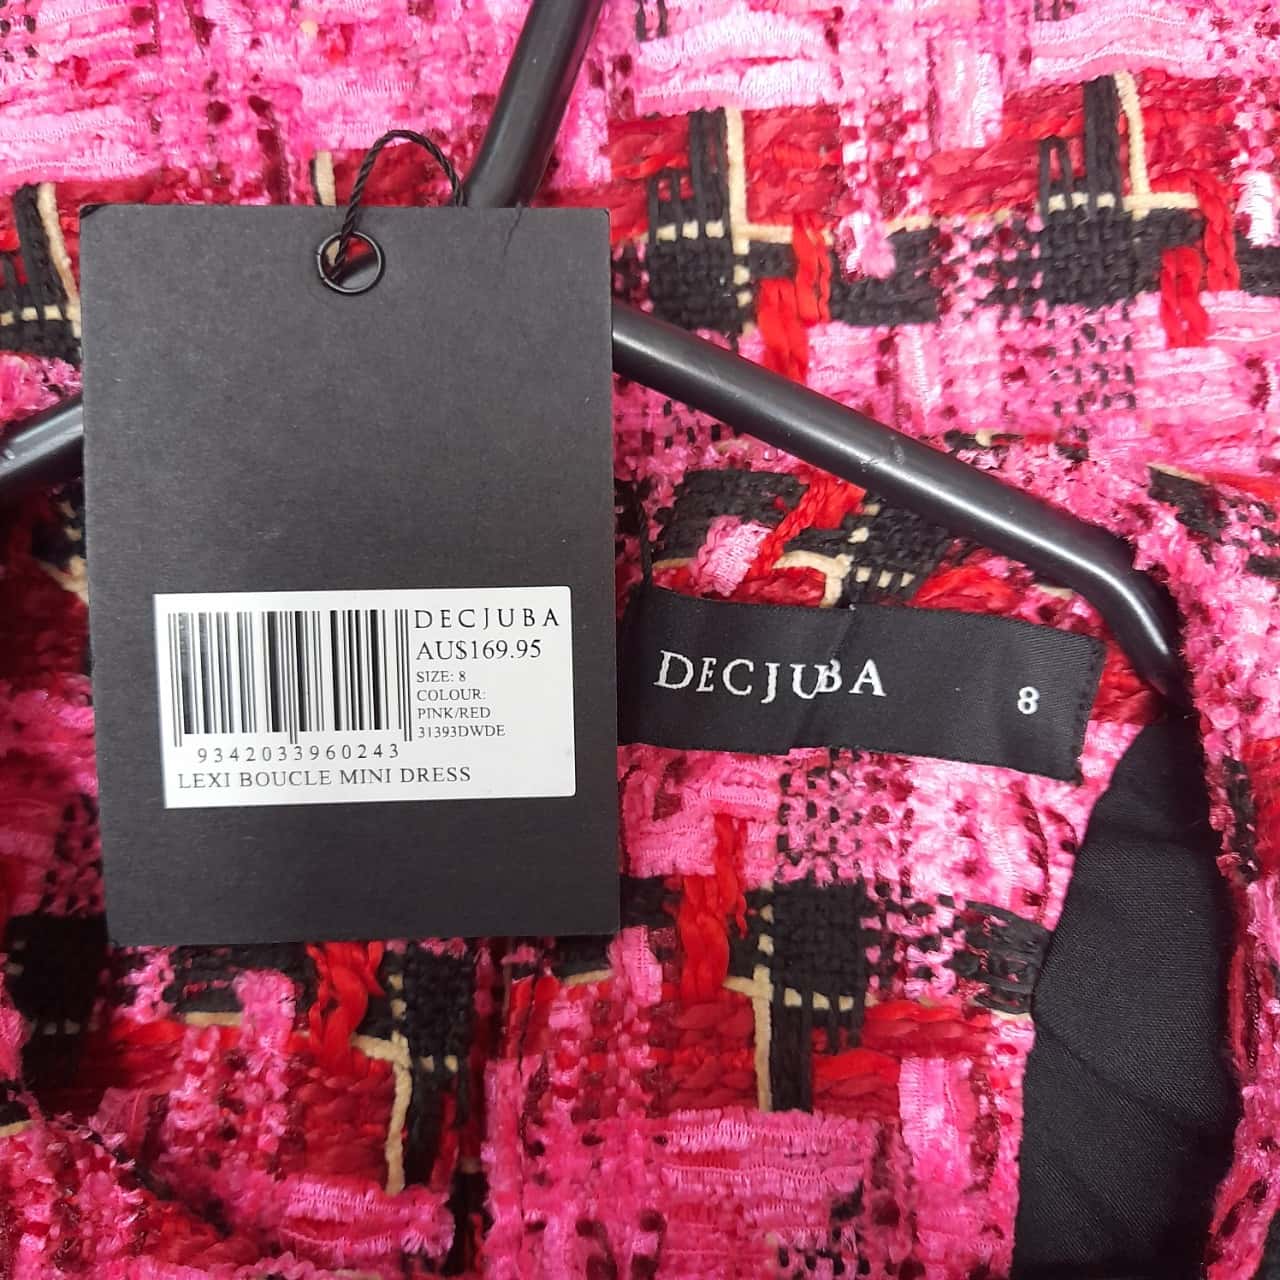 DECJUBA
AU$169.95
SIZE: 8
COLOUR:
PINK/RED
31393DWDE
9342033960243
LEXI BOUCLE MINI DRESS
DECJUBA 8